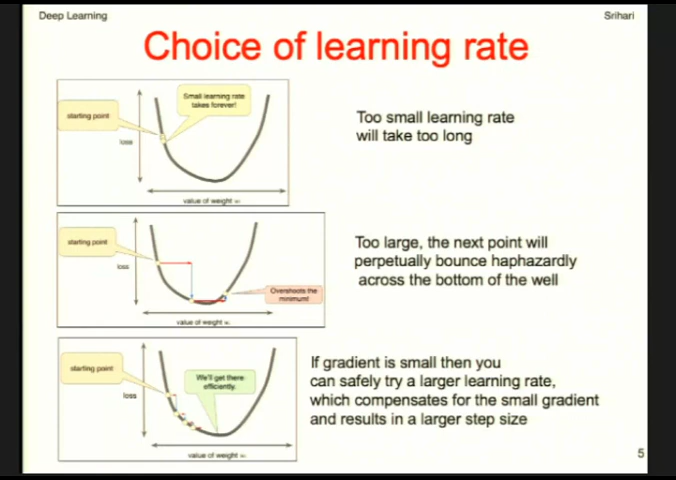 Deep Learning
Srihari
Choice of learning rate
Small learning rate
takes forever!
starting point
loss
value of weight wᵢ
Too small learning rate
will take too long
starting point
loss
Overshoots the
minimum!
value of weight wᵢ
Too large, the next point will
perpetually bounce haphazardly
across the bottom of the well
starting point
We'll get there
efficiently.
loss
value of weight wᵢ
If gradient is small then you
can safely try a larger learning rate,
which compensates for the small gradient
and results in a larger step size
5